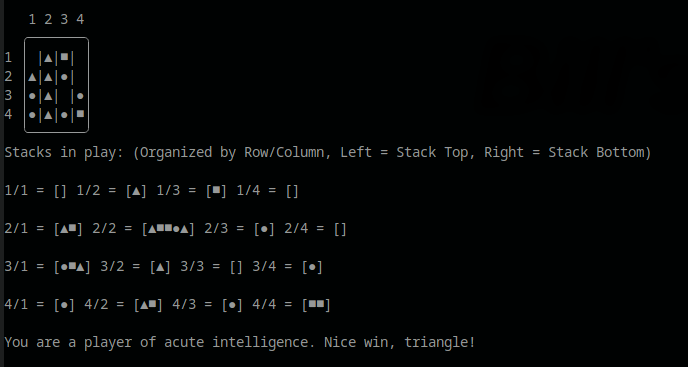 1 2 3 4
1 |▲|■|
2 ▲|▲|●|
3 ●|▲| |●
4 ●|▲|●|■
Stacks in play: (Organized by Row/Column, Left = Stack Top, Right = Stack Bottom)
1/1 = [] 1/2 = [▲] 1/3 = [■] 1/4 = []
2/1 = [▲■] 2/2 = [▲■■●▲] 2/3 = [●] 2/4 = []
3/1 = [●■▲] 3/2 = [▲] 3/3 = [] 3/4 = [●]
4/1 = [●] 4/2 = [▲■] 4/3 = [●] 4/4 = [■■]
You are a player of acute intelligence. Nice win, triangle!